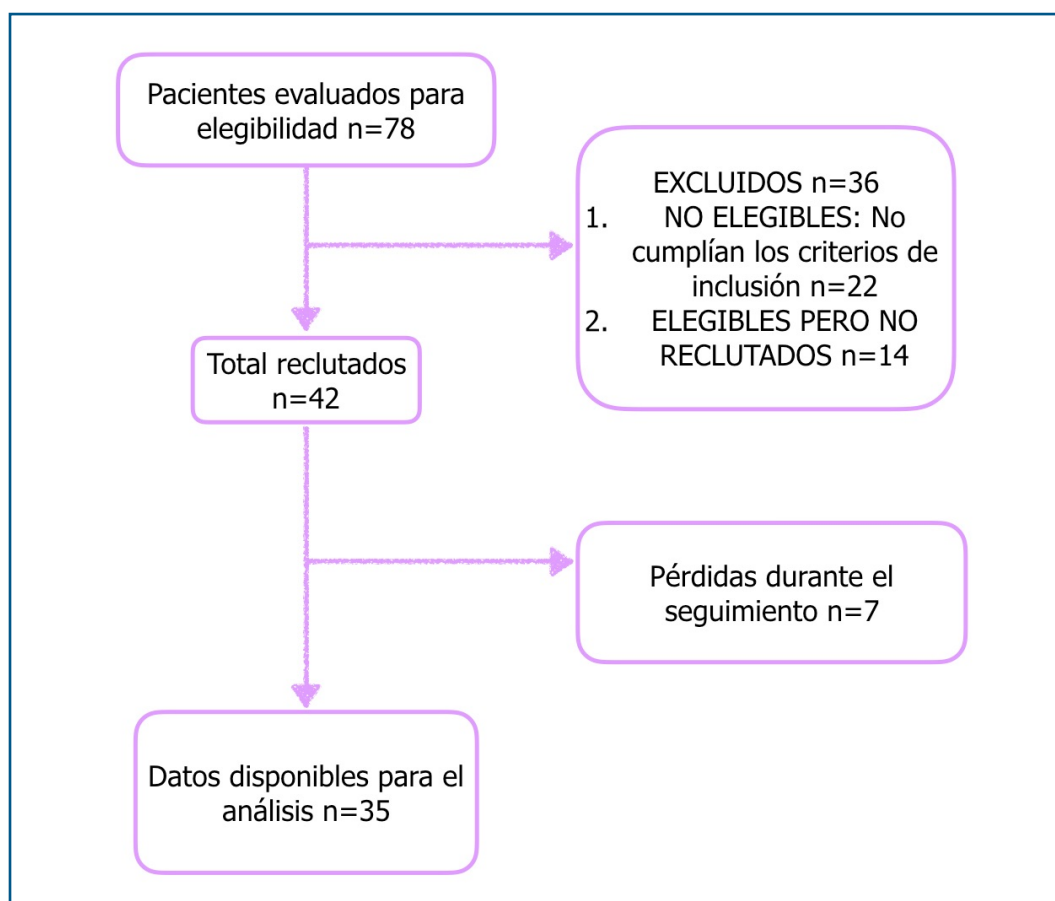 Pacientes evaluados para
elegibilidad n=78
EXCLUIDOS n=36
1. NO ELEGIBLES: No
cumplían los criterios de
inclusión n=22
2. ELEGIBLES PERO NO
RECLUTADOS n=14
Total reclutados
n=42
Pérdidas durante el
seguimiento n=7
Datos disponibles para el
análisis n=35